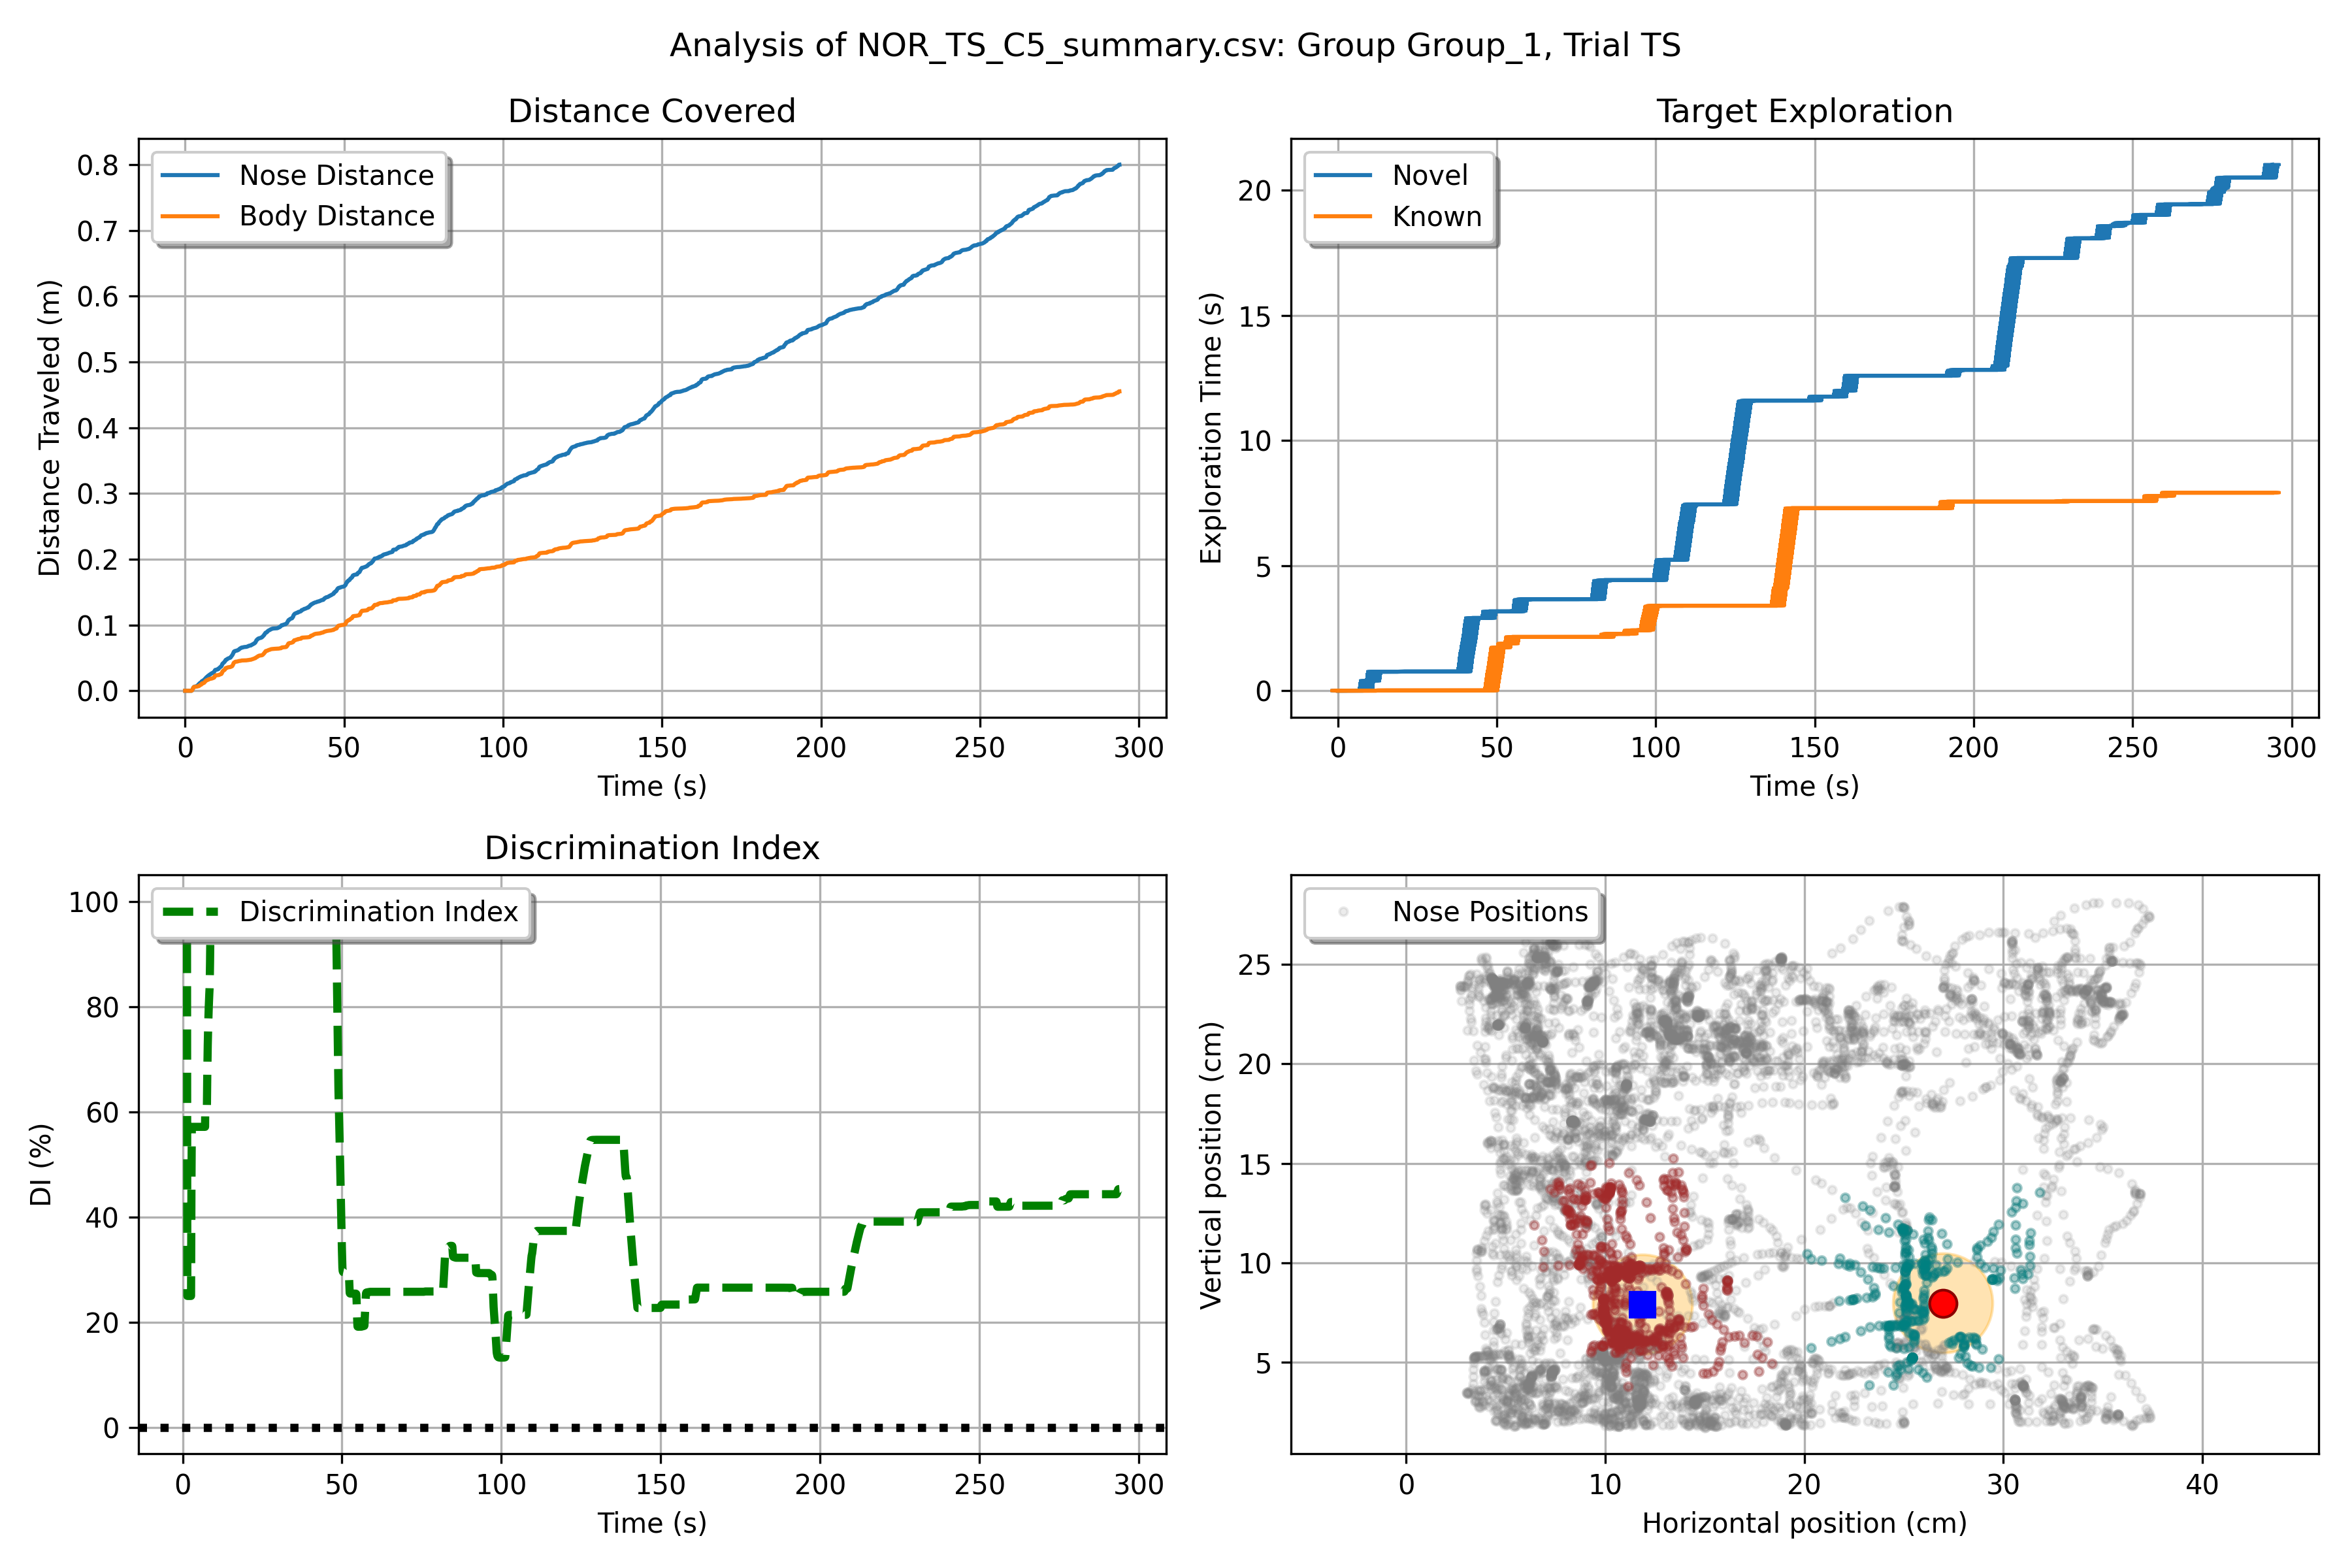 Analysis of NOR_TS_C5_summary.csv: Group Group_1, Trial TS
Distance Covered
Nose Distance
Body Distance
Distance Traveled (m)
0.8
0.7
0.6
0.5
0.4
0.3
0.2
0.1
0.0
0 50 100 150 200 250 300
Time (s)
Target Exploration
Novel
Known
Exploration Time (s)
20
15
10
5
0
0 50 100 150 200 250 300
Time (s)
Discrimination Index
Discrimination Index
DI (%)
100
80
60
40
20
0
0 50 100 150 200 250 300
Time (s)
Nose Positions
Vertical position (cm)
25
20
15
10
5
0 10 20 30 40
Horizontal position (cm)